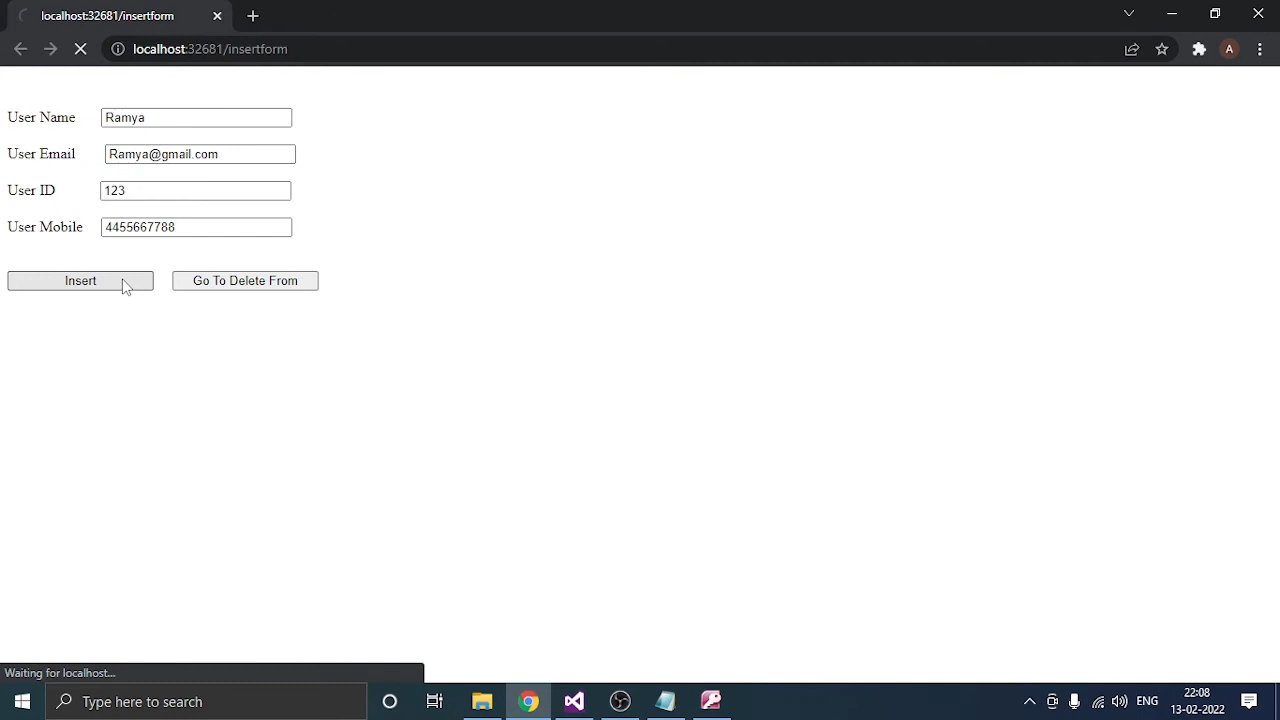 localhost:32681/insertform
localhost:32681/insertform
A
User Name Ramya
User Email Ramya@gmail.com
User ID 123
User Mobile 4455667788
Insert Go To Delete From
Waiting for localhost...
Type here to search
ENG
22:08
13-02-2022